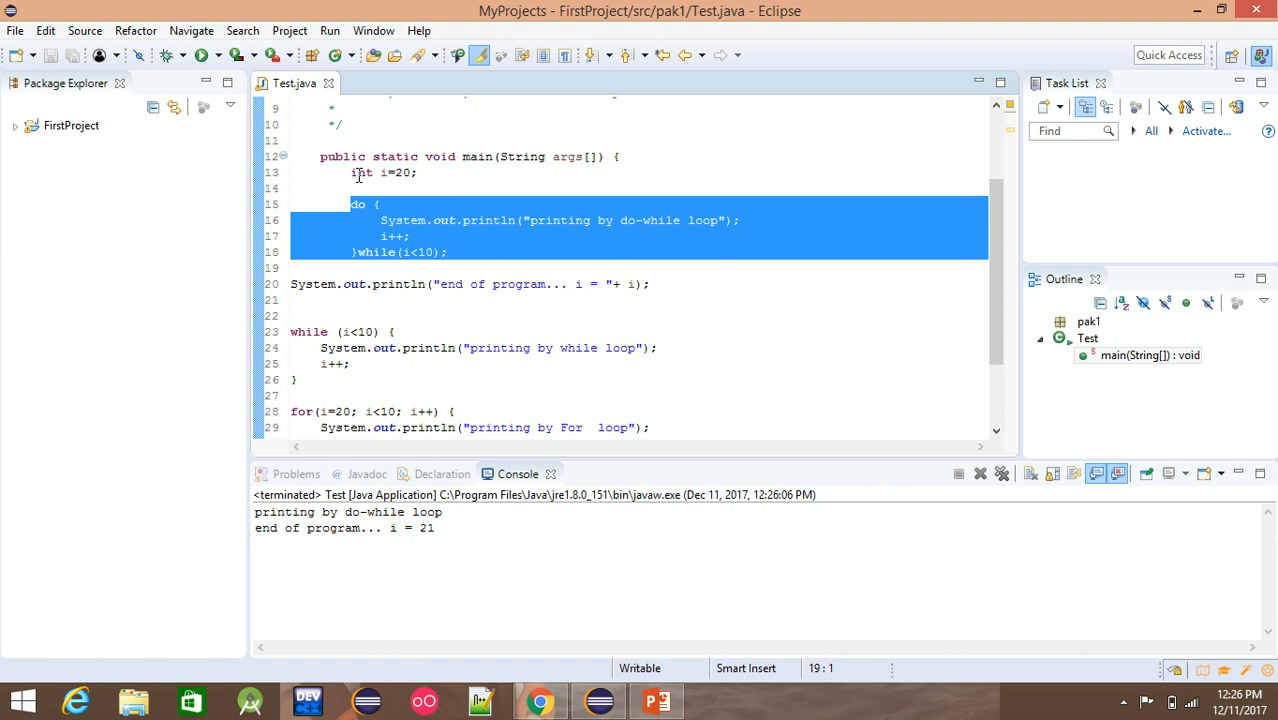 MyProjects - FirstProject/src/pak1/Test.java - Eclipse
File Edit Source Refactor Navigate Search Project Run Window Help
Quick Access
Package Explorer
FirstProject
Test.java
9 *
10 */
11
12 public static void main(String args[]) {
13 int i=20;
14
15 do {
16 System.out.println("printing by do-while loop");
17 i++;
18 }while(i<10);
19
20 System.out.println("end of program... i = "+ i);
21
22
23 while (i<10) {
24 System.out.println("printing by while loop");
25 i++;
26 }
27
28 for(i=20; i<10; i++) {
29 System.out.println("printing by For  loop");
Task List
Find All Activate...
Outline
pak1
Test
main(String[]) : void
Problems Javadoc Declaration Console
<terminated> Test [Java Application] C:\Program Files\Java\jre1.8.0_151\bin\javaw.exe (Dec 11, 2017, 12:26:06 PM)
printing by do-while loop
end of program... i = 21
Writable Smart Insert 19 : 1
DEV
12:26 PM
12/11/2017